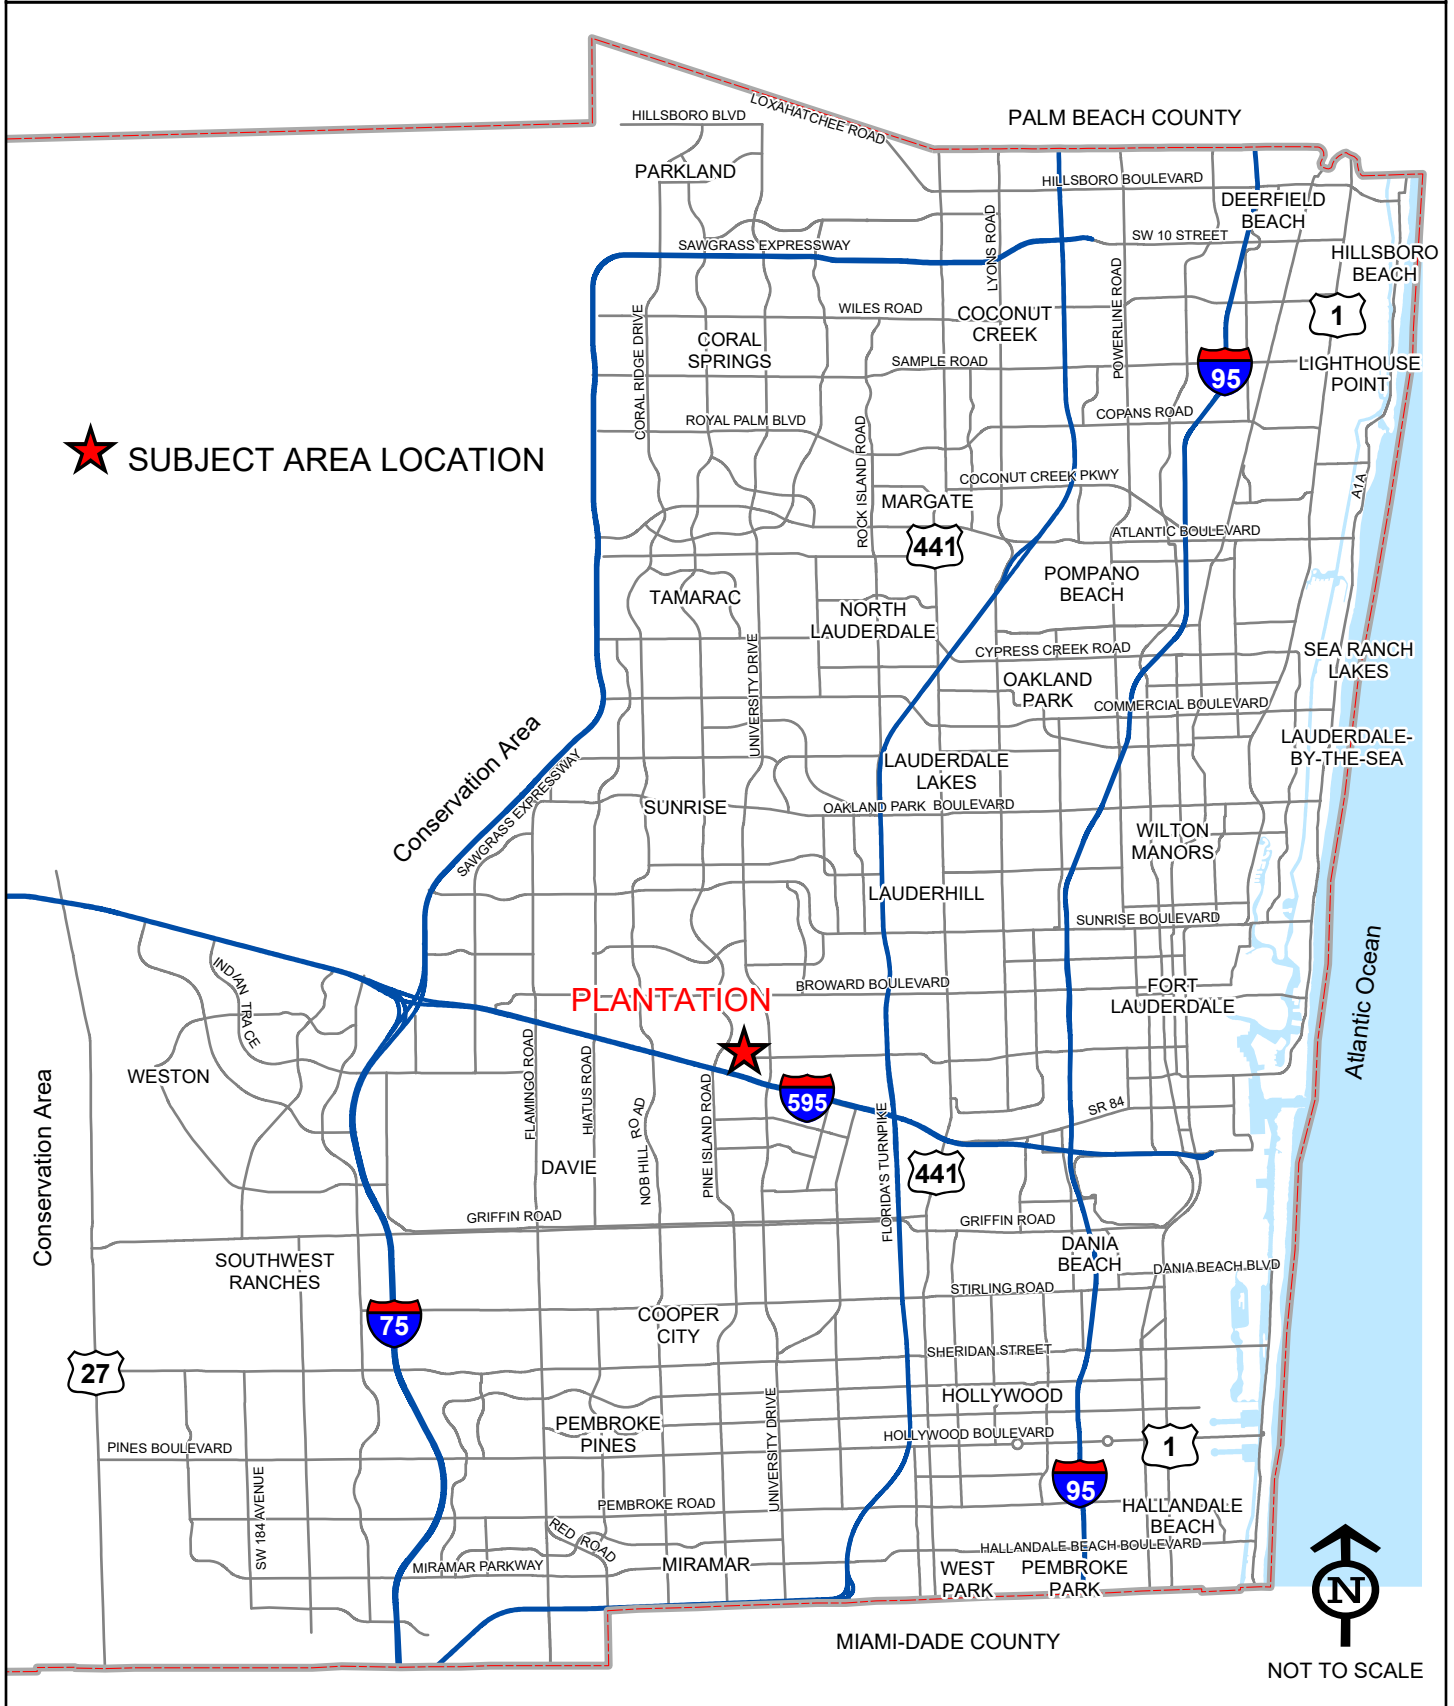 LOXAHATCHEE ROAD
HILLSBORO BLVD
PALM BEACH COUNTY
PARKLAND
HILLSBORO BOULEVARD
DEERFIELD
BEACH
LYONS ROAD
SW 10 STREET
SAWGRASS EXPRESSWAY
HILLSBORO
BEACH
POWERLINE ROAD
CORAL RIDGE DRIVE
WILES ROAD
COCONUT
CREEK
1
CORAL
SPRINGS
SAMPLE ROAD
95
LIGHTHOUSE
POINT
ROYAL PALM BLVD
COPANS ROAD
ROCK ISLAND ROAD
SUBJECT AREA LOCATION
COCONUT CREEK PKWY
A1A
MARGATE
441
ATLANTIC BOULEVARD
POMPANO
BEACH
TAMARAC
NORTH
LAUDERDALE
UNIVERSITY DRIVE
CYPRESS CREEK ROAD
SEA RANCH
LAKES
OAKLAND
PARK
COMMERCIAL BOULEVARD
Conservation Area
SAWGRASS EXPRESSWAY
LAUDERDALE-
BY-THE-SEA
LAUDERDALE
LAKES
SUNRISE
OAKLAND PARK BOULEVARD
WILTON
MANORS
LAUDERHILL
SUNRISE BOULEVARD
INDIAN TRACE
BROWARD BOULEVARD
PLANTATION
FORT
LAUDERDALE
Atlantic Ocean
WESTON
FLAMINGO ROAD
HIATUS ROAD
NOB HILL ROAD
PINE ISLAND ROAD
595
FLORIDA'S TURNPIKE
SR 84
Conservation Area
DAVIE
441
GRIFFIN ROAD
GRIFFIN ROAD
SOUTHWEST
RANCHES
DANIA
BEACH
DANIA BEACH BLVD
STIRLING ROAD
75
COOPER
CITY
SHERIDAN STREET
27
HOLLYWOOD
UNIVERSITY DRIVE
PEMBROKE
PINES
HOLLYWOOD BOULEVARD
PINES BOULEVARD
1
SW 184 AVENUE
95
PEMBROKE ROAD
HALLANDALE
BEACH
RED ROAD
HALLANDALE BEACH BOULEVARD
MIRAMAR PARKWAY
MIRAMAR
WEST
PARK
PEMBROKE
PARK
N
MIAMI-DADE COUNTY
NOT TO SCALE